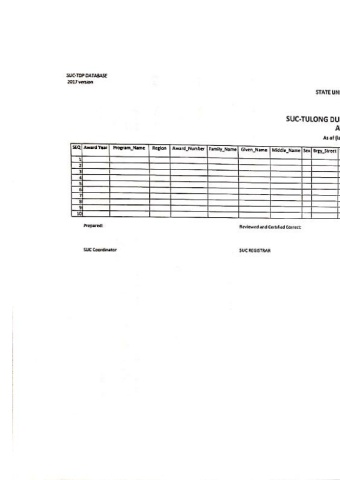 SUC-TDP DATABASE
2017 version
STATE UN
SUC-TULONG DU
A
As of (
SEQ Award Year Program_Name Region Award_Number Family_Name Given_Name Middle_Name Sex Brgy_Street
1
2
3
4
5
6
7
8
9
10
Prepared: Reviewed and Certified Correct:
SUC Coordinator SUC REGISTRAR